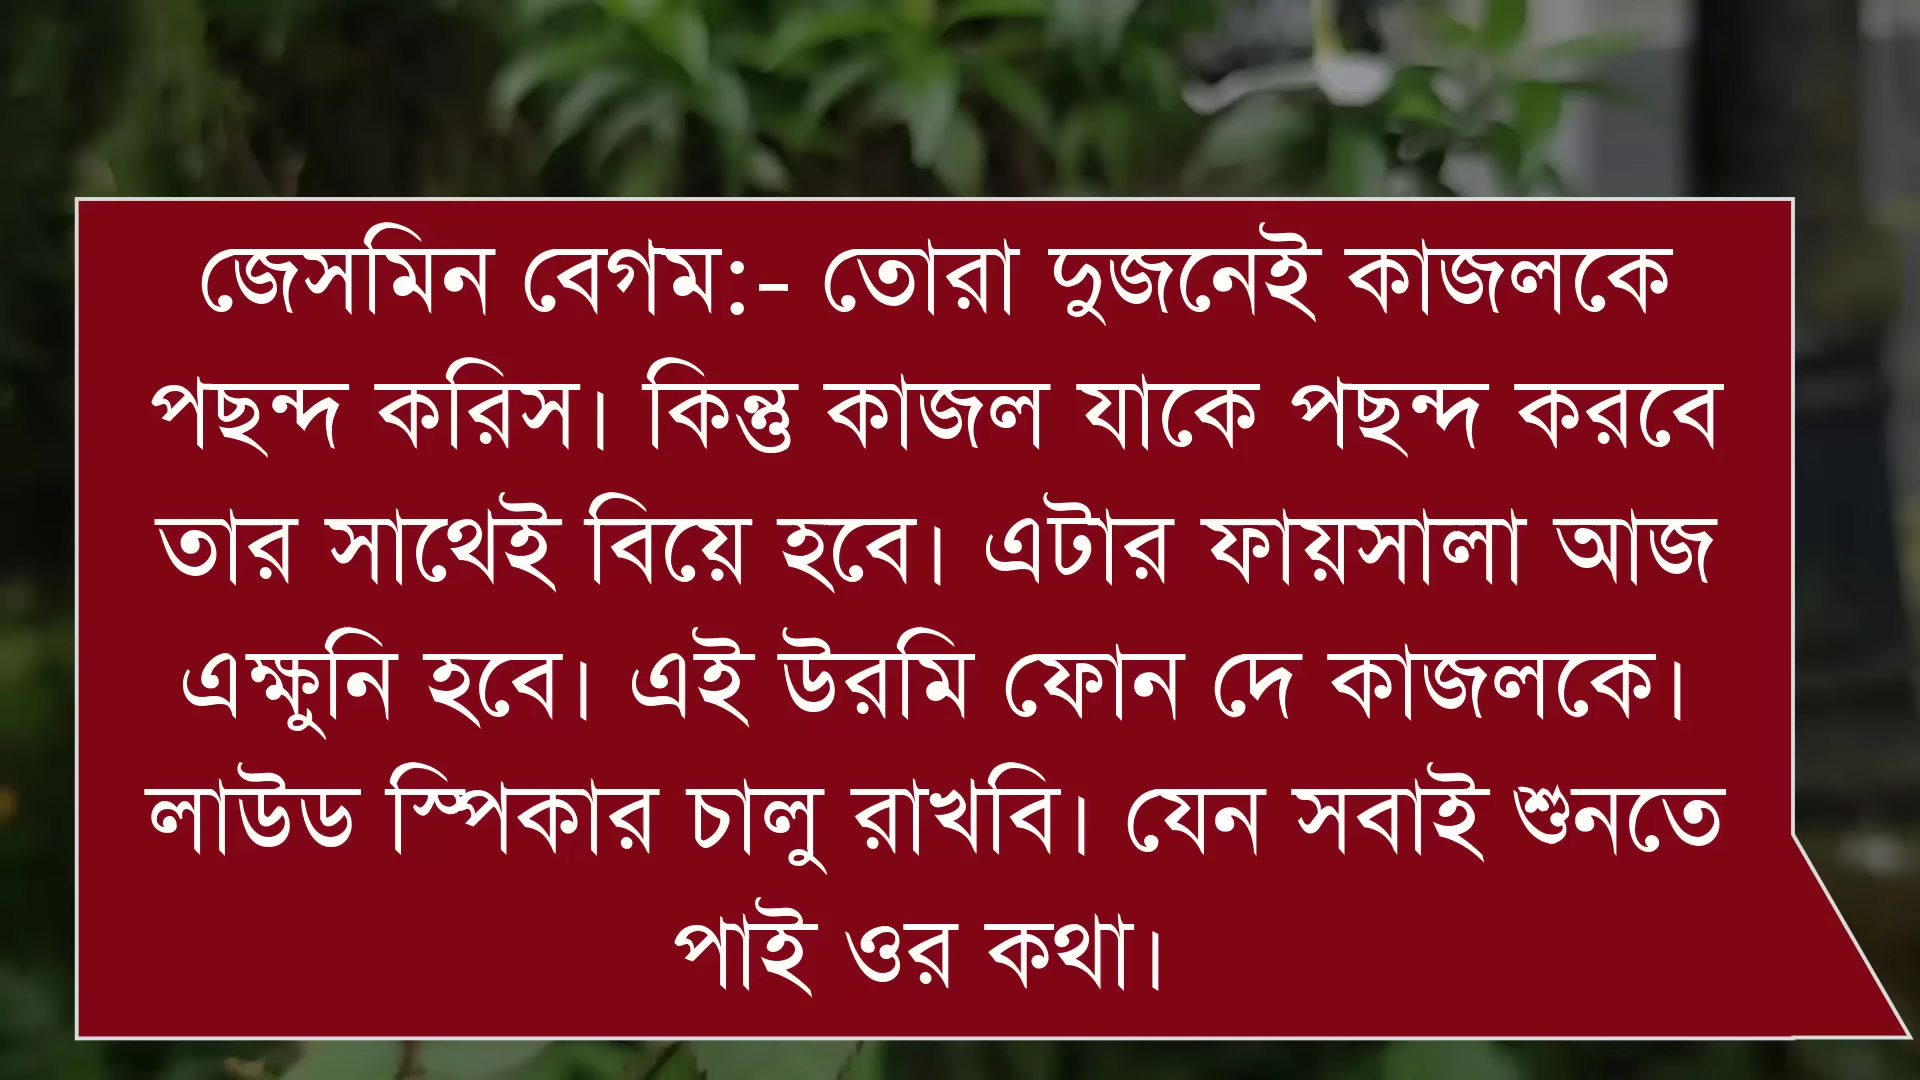 জেসমিন বেগম:- তোরা দুজনেই কাজলকে
পছন্দ করিস। কিন্তু কাজল যাকে পছন্দ করবে
তার সাথেই বিয়ে হবে। এটার ফায়সালা আজ
এক্ষুনি হবে। এই উরমি ফোন দে কাজলকে।
লাউড স্পিকার চালু রাখবি। যেন সবাই শুনতে
পাই ওর কথা।